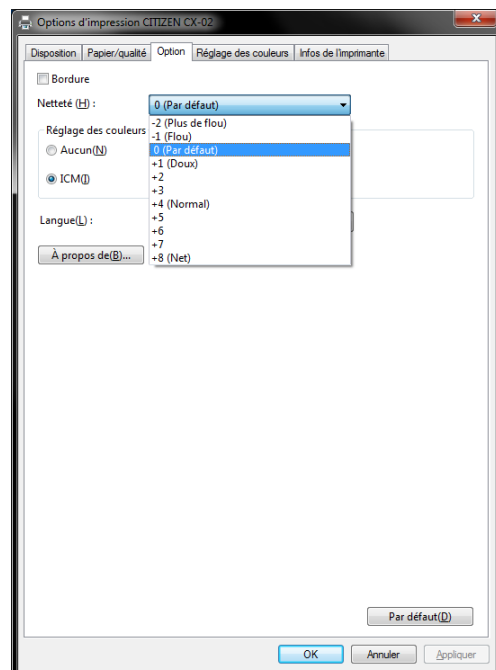 Options d'impression CITIZEN CX-02
Disposition Papier/qualité Option Réglage des couleurs Infos de l'imprimante
Bordure
Netteté (H) : 0 (Par défaut)
-2 (Plus de flou)
-1 (Flou)
0 (Par défaut)
+1 (Doux)
+2
+3
+4 (Normal)
+5
+6
+7
+8 (Net)
Réglage des couleurs
Aucun(N)
ICM(I)
Langue(L) :
À propos de(B)...
Par défaut(D)
OK Annuler Appliquer